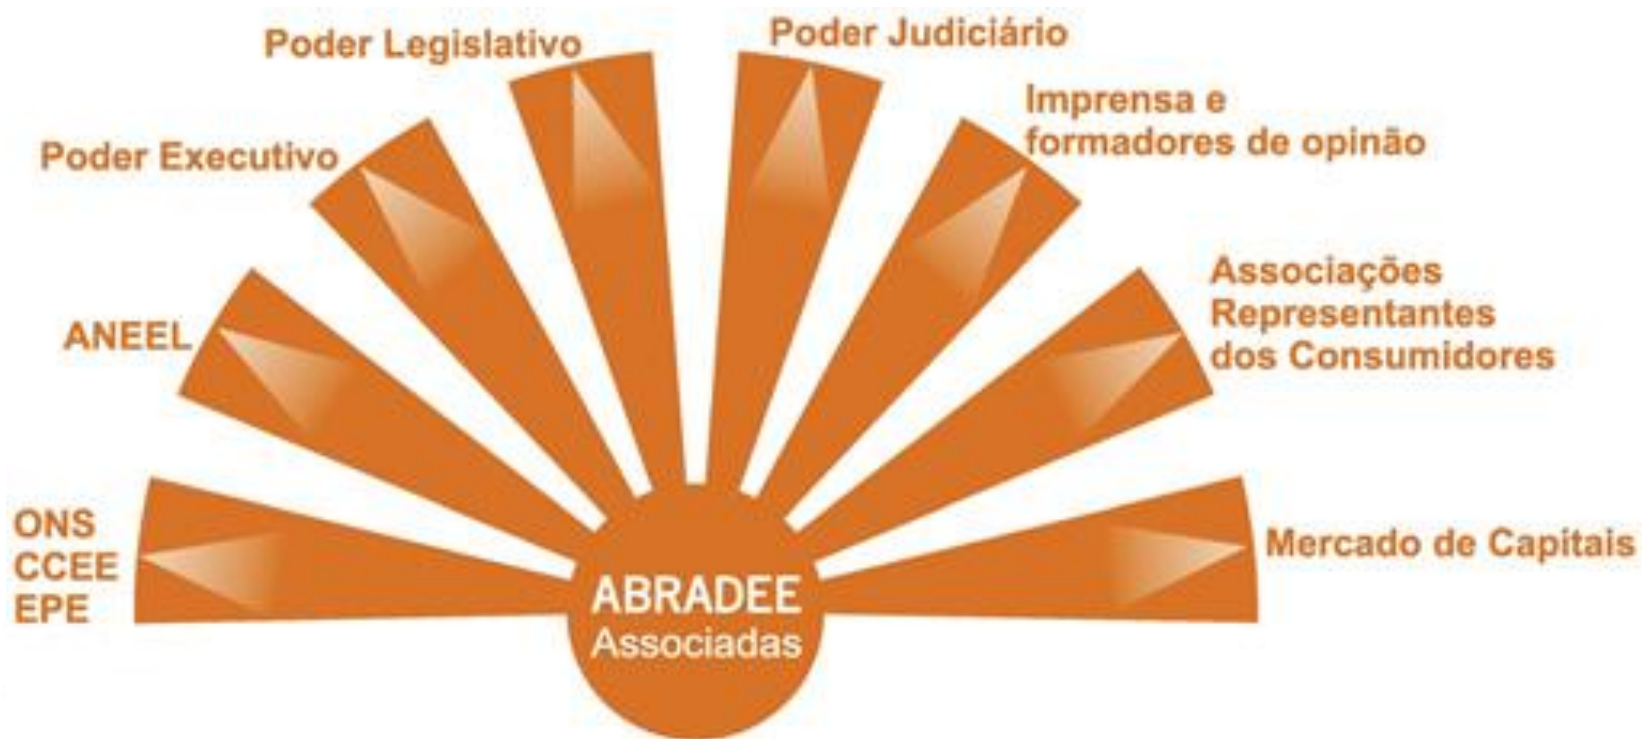 Poder Legislativo
Poder Judiciário
Imprensa e
formadores de opinão
Poder Executivo
Associações
Representantes
dos Consumidores
ANEEL
ONS
CCEE
EPE
Mercado de Capitais
ABRADEE
Associadas